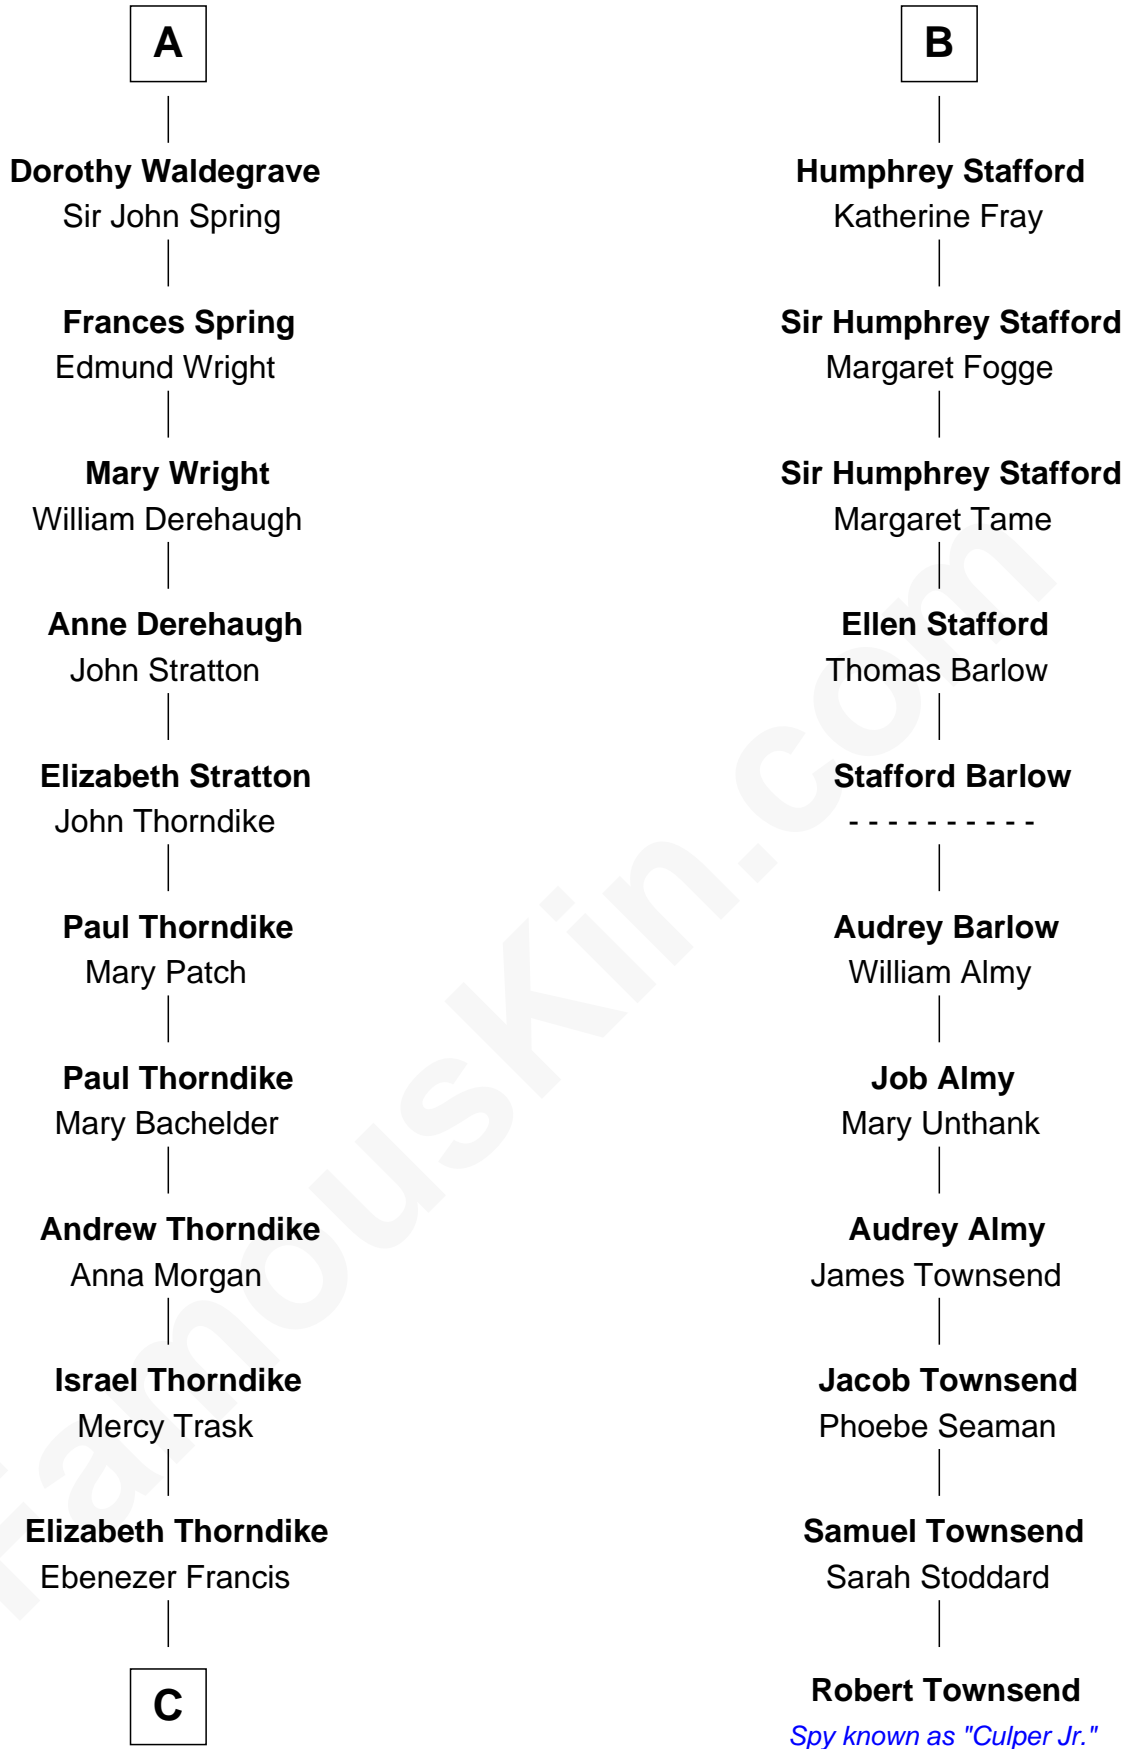 A
Dorothy Waldegrave
Sir John Spring
Frances Spring
Edmund Wright
Mary Wright
William Derehaugh
Anne Derehaugh
John Stratton
Elizabeth Stratton
John Thorndike
Paul Thorndike
Mary Patch
Paul Thorndike
Mary Bachelder
Andrew Thorndike
Anna Morgan
Israel Thorndike
Mercy Trask
Elizabeth Thorndike
Ebenezer Francis
C
B
Humphrey Stafford
Katherine Fray
Sir Humphrey Stafford
Margaret Fogge
Sir Humphrey Stafford
Margaret Tame
Ellen Stafford
Thomas Barlow
Stafford Barlow
- - - - - - - - - -
Audrey Barlow
William Almy
Job Almy
Mary Unthank
Audrey Almy
James Townsend
Jacob Townsend
Phoebe Seaman
Samuel Townsend
Sarah Stoddard
Robert Townsend
Spy known as "Culper Jr."
FamousKin.com